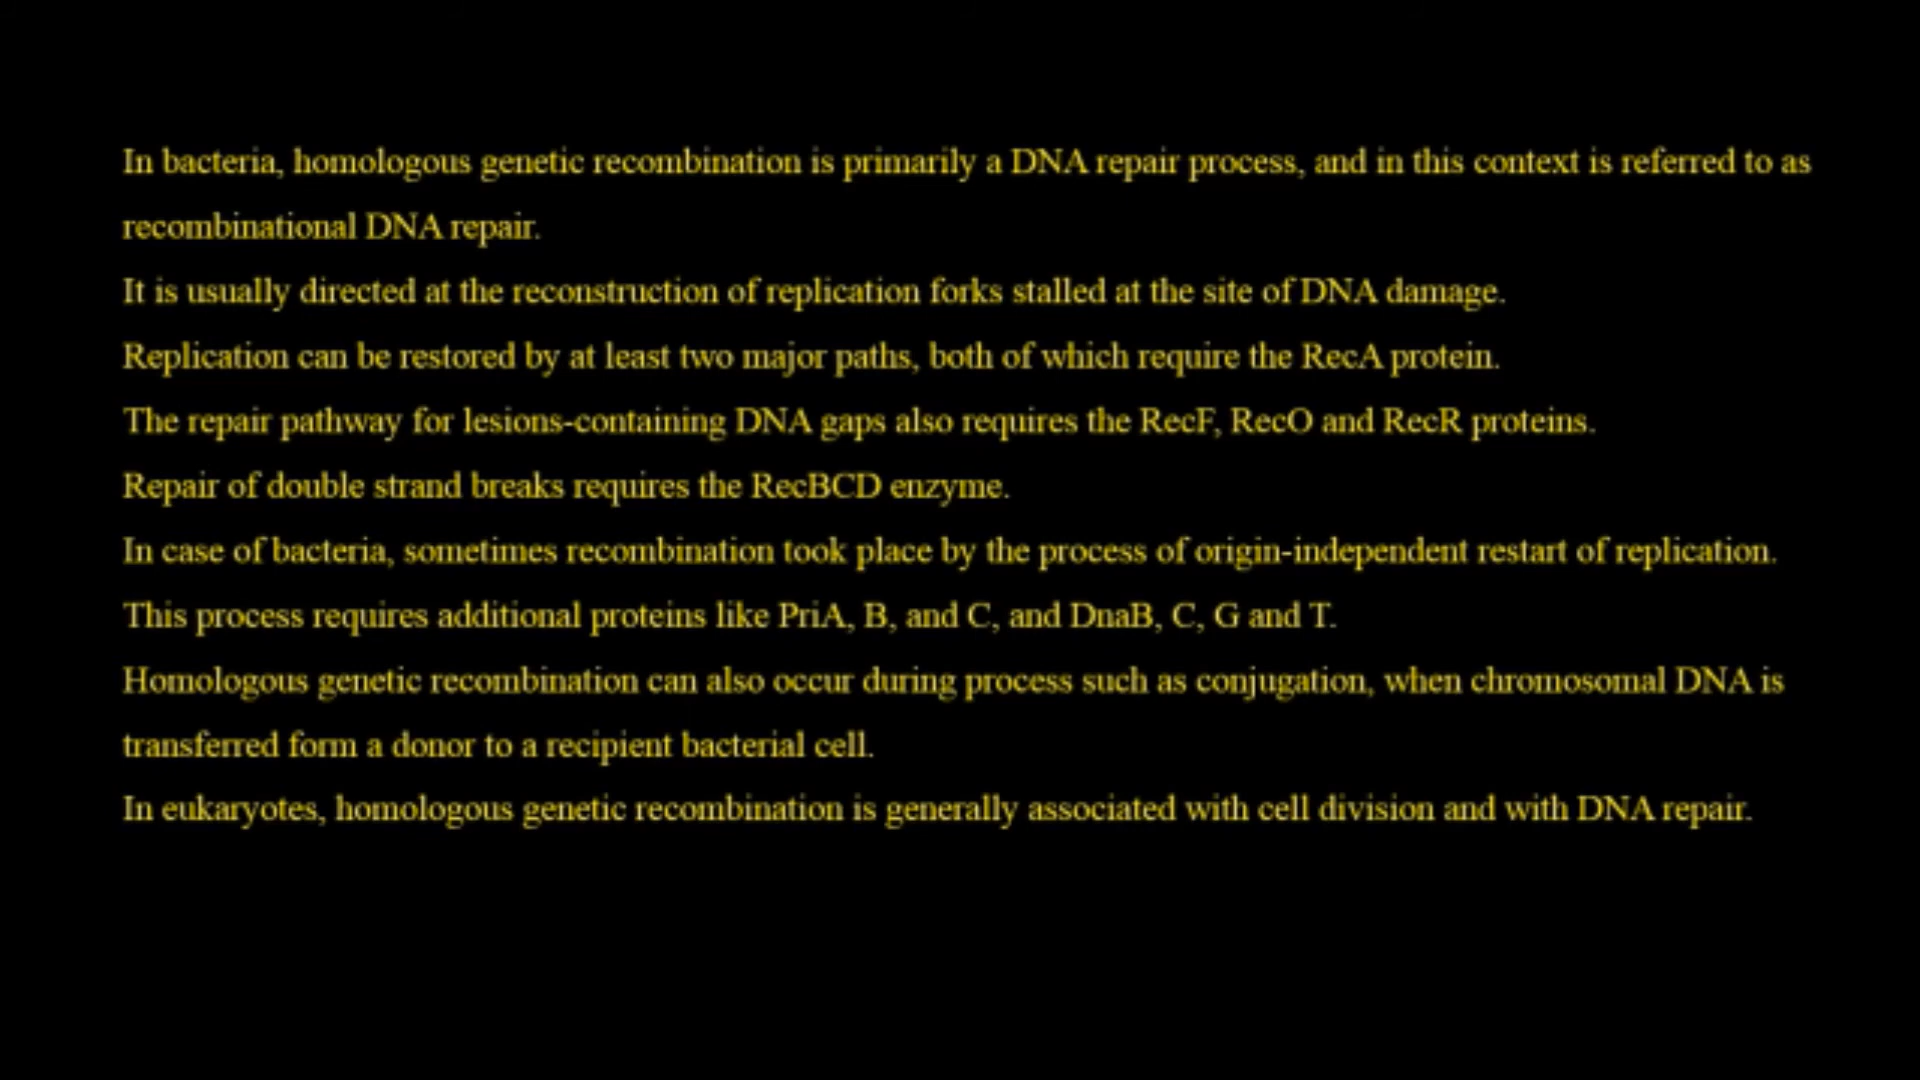 In bacteria, homologous genetic recombination is primarily a DNA repair process, and in this context is referred to as
recombinational DNA repair.
It is usually directed at the reconstruction of replication forks stalled at the site of DNA damage.
Replication can be restored by at least two major paths, both of which require the RecA protein.
The repair pathway for lesions-containing DNA gaps also requires the RecF, RecO and RecR proteins.
Repair of double strand breaks requires the RecBCD enzyme.
In case of bacteria, sometimes recombination took place by the process of origin-independent restart of replication.
This process requires additional proteins like PriA, B, and C, and DnaB, C, G and T.
Homologous genetic recombination can also occur during process such as conjugation, when chromosomal DNA is
transferred form a donor to a recipient bacterial cell.
In eukaryotes, homologous genetic recombination is generally associated with cell division and with DNA repair.